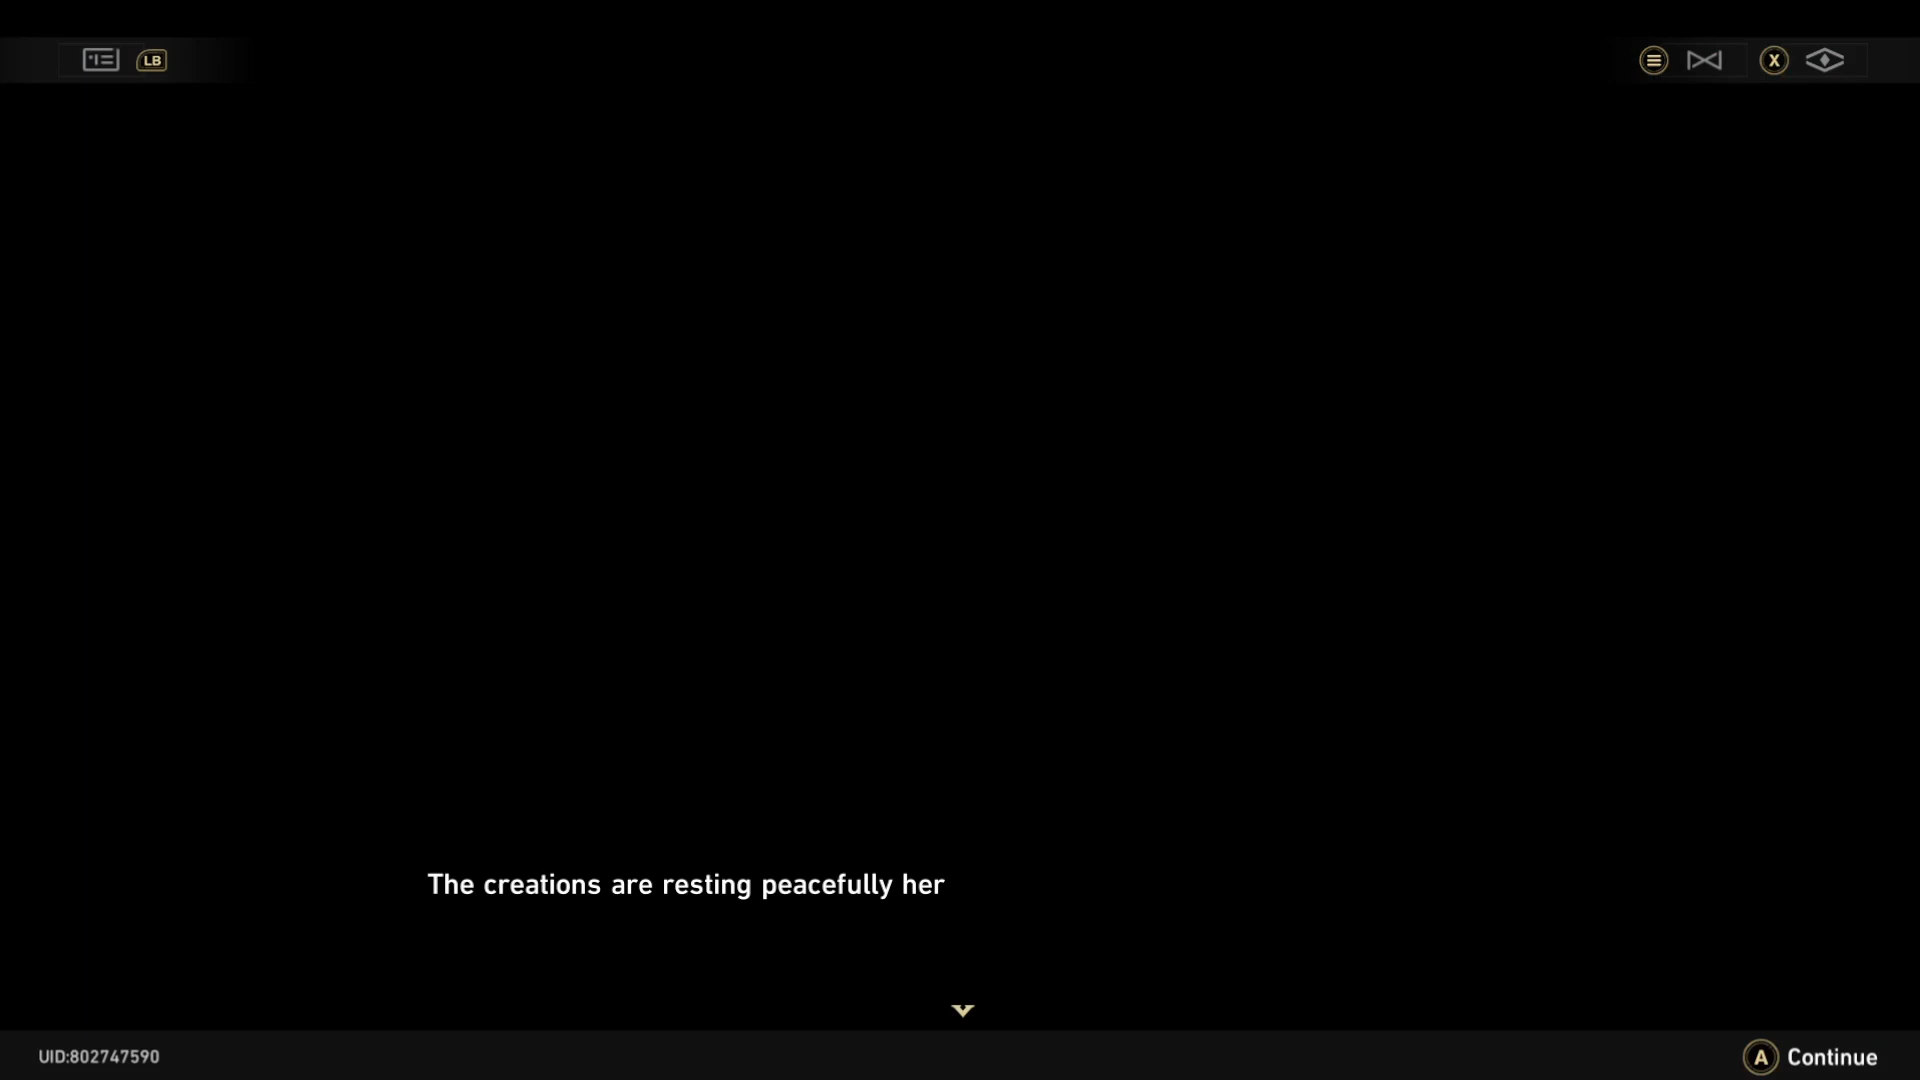 LB
X
The creations are resting peacefully her
UID:802747590
A Continue